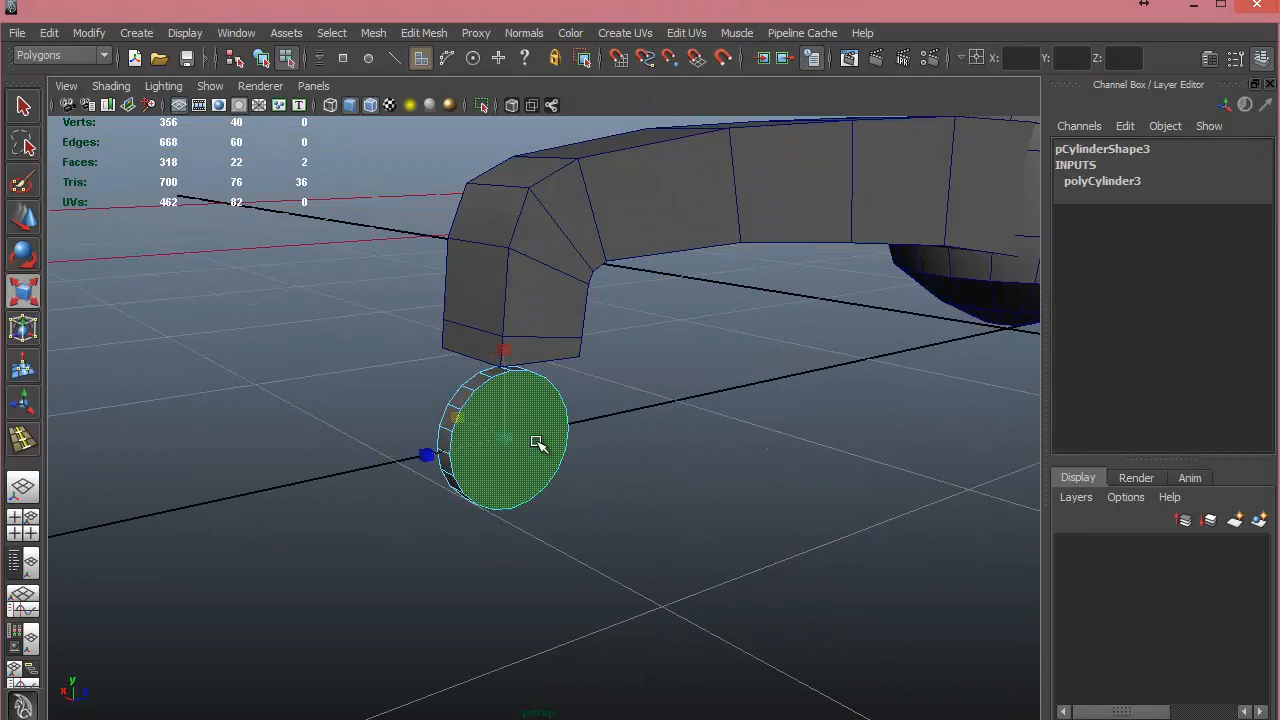 File Edit Modify Create Display Window Assets Select Mesh Edit Mesh Proxy Normals Color Create UVs Edit UVs Muscle Pipeline Cache Help
Polygons
X: Y: Z:
View Shading Lighting Show Renderer Panels
Channel Box / Layer Editor
Verts: 356 40 0
Edges: 668 60 0
Faces: 318 22 2
Tris: 700 76 36
UVs: 462 82 0
Channels Edit Object Show
pCylinderShape3
INPUTS
polyCylinder3
Display Render Anim
Layers Options Help
y
x z
persp